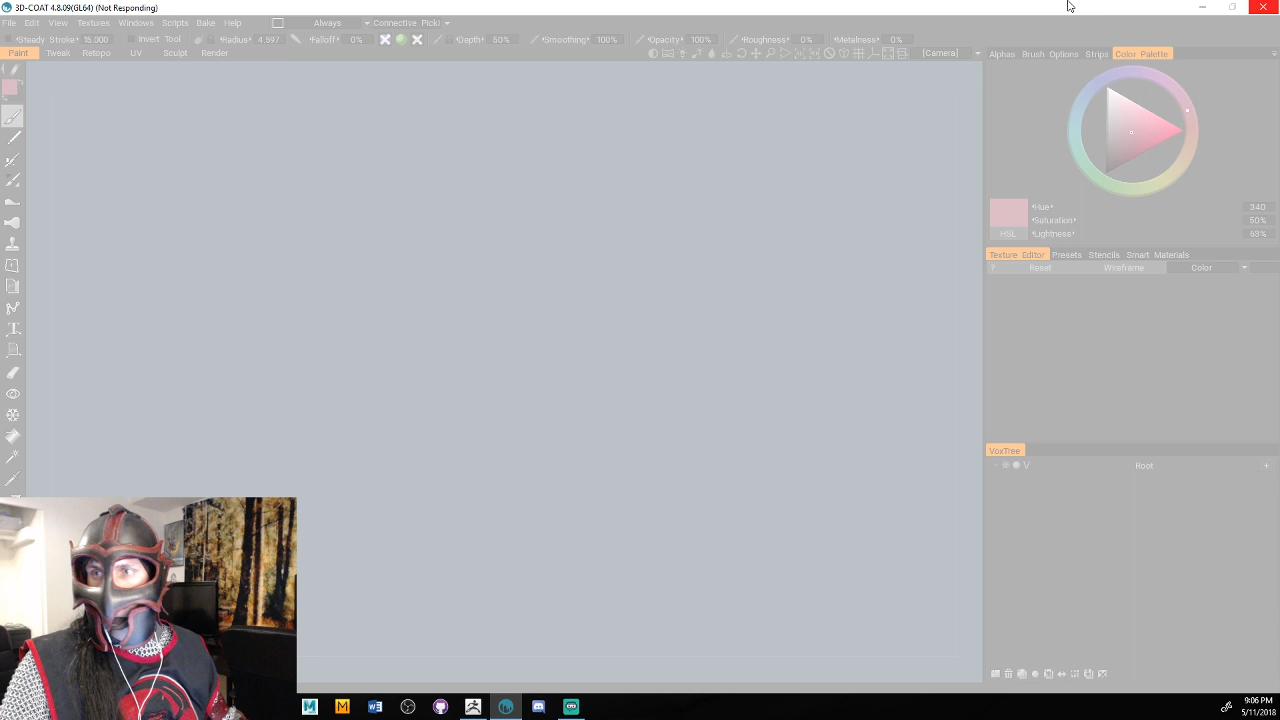 3D-COAT 4.8.09(GL64) (Not Responding)
File Edit View Textures Windows Scripts Bake Help Always Connective Picki
Steady Stroke 15.000 Invert Tool Radius 4.597 Falloff 0% Depth 50% Smoothing 100% Opacity 100% Roughness 0% Metalness 0%
Paint Tweak Retopo UV Sculpt Render [Camera]
Alphas Brush Options Strips Color Palette
Hue 340
Saturation 50%
HSL Lightness 63%
Texture Editor Presets Stencils Smart Materials
? Reset Wireframe Color
VoxTree
V Root +
9:06 PM
5/11/2018